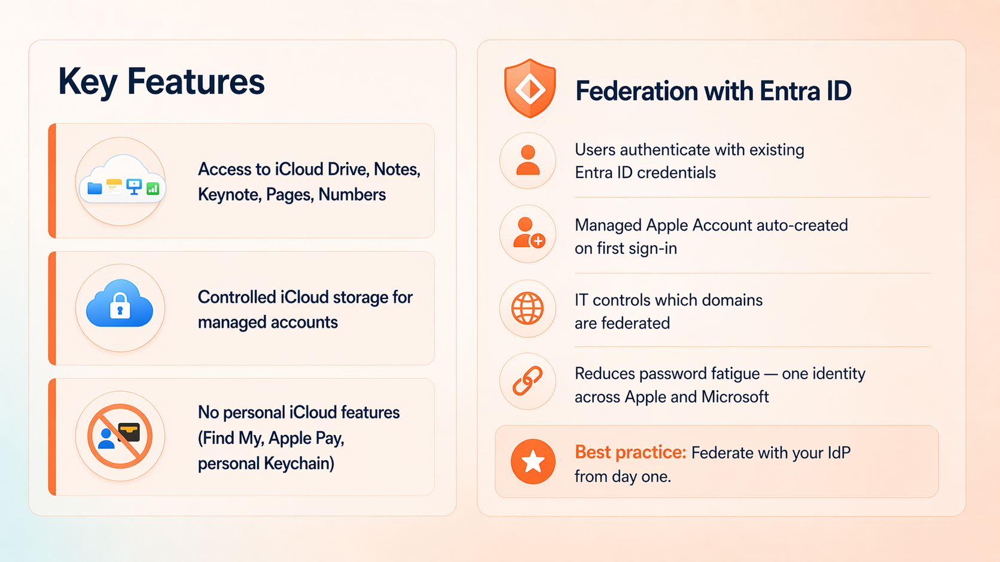 Key Features
Access to iCloud Drive, Notes,
Keynote, Pages, Numbers
Controlled iCloud storage for
managed accounts
No personal iCloud features
(Find My, Apple Pay,
personal Keychain)
Federation with Entra ID
Users authenticate with existing
Entra ID credentials
Managed Apple Account auto-created
on first sign-in
IT controls which domains
are federated
Reduces password fatigue — one identity
across Apple and Microsoft
Best practice: Federate with your IdP
from day one.